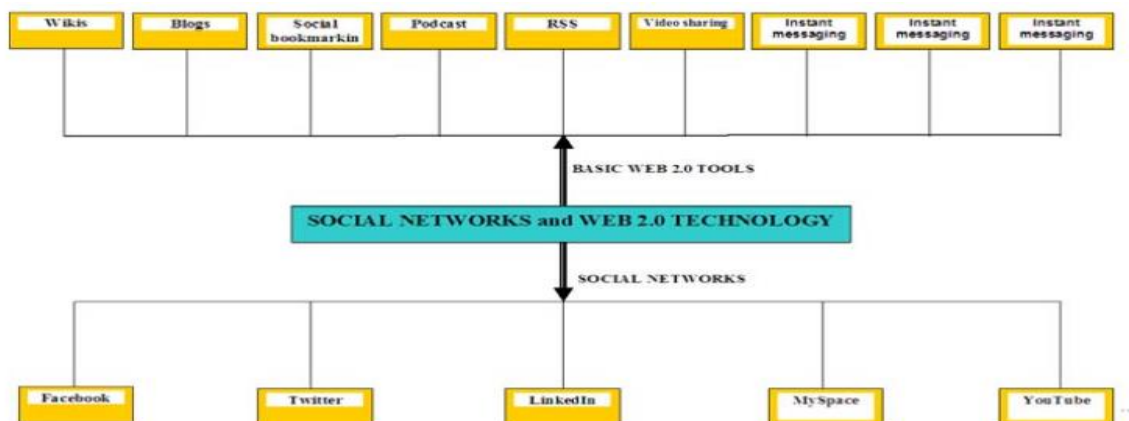 Wikis
Blogs
Social
bookmarkin
Podcast
RSS
Video sharing
Instant
messaging
Instant
messaging
Instant
messaging
BASIC WEB 2.0 TOOLS
SOCIAL NETWORKS and WEB 2.0 TECHNOLOGY
SOCIAL NETWORKS
Facebook
Twitter
LinkedIn
MySpace
YouTube